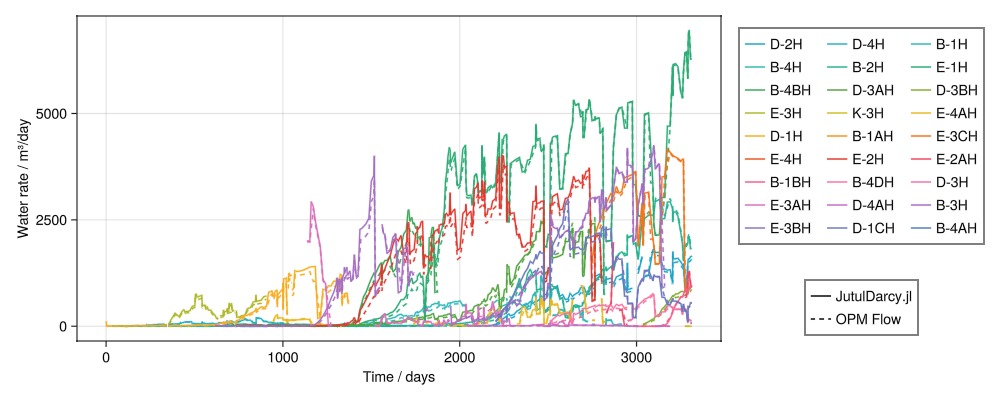 5000
2500
0
Water rate / m³/day
0
1000
2000
3000
Time / days
D-2H D-4H B-1H
B-4H B-2H E-1H
B-4BH D-3AH D-3BH
E-3H K-3H E-4AH
D-1H B-1AH E-3CH
E-4H E-2H E-2AH
B-1BH B-4DH D-3H
E-3AH D-4AH B-3H
E-3BH D-1CH B-4AH
JutulDarcy.jl
OPM Flow